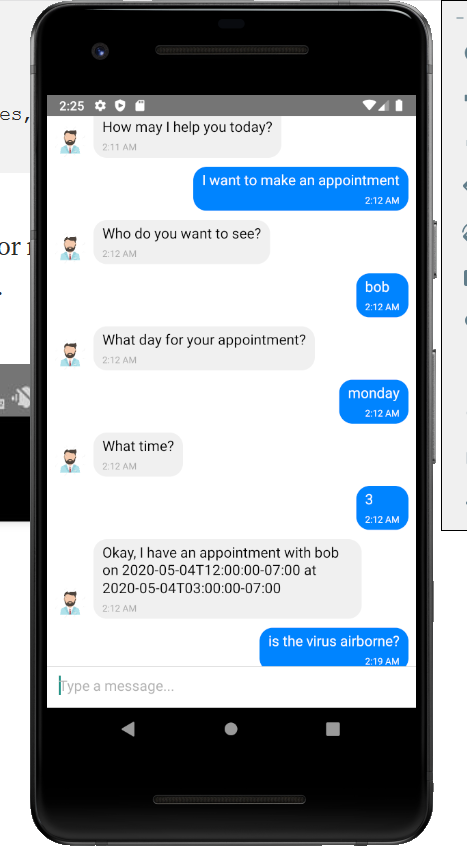 2:25
es,
or
How may I help you today?
2:11 AM
I want to make an appointment
2:12 AM
Who do you want to see?
2:12 AM
bob
2:12 AM
What day for your appointment?
2:12 AM
monday
2:12 AM
What time?
2:12 AM
3
2:12 AM
Okay, I have an appointment with bob
on 2020-05-04T12:00:00-07:00 at
2020-05-04T03:00:00-07:00
2:12 AM
is the virus airborne?
2:19 AM
Type a message...